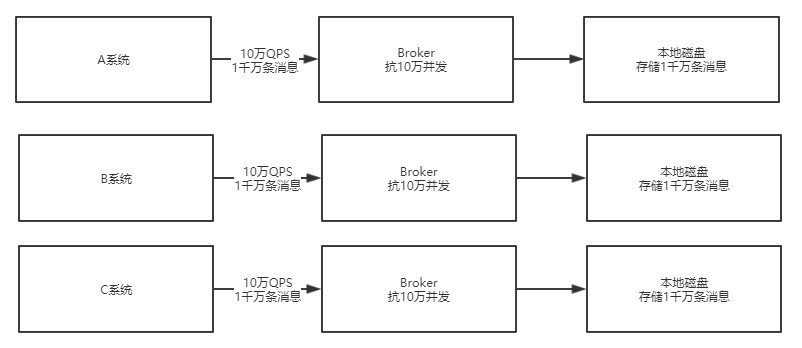 A系统
10万QPS
1千万条消息
Broker
抗10万并发
本地磁盘
存储1千万条消息
B系统
10万QPS
1千万条消息
Broker
抗10万并发
本地磁盘
存储1千万条消息
C系统
10万QPS
1千万条消息
Broker
抗10万并发
本地磁盘
存储1千万条消息